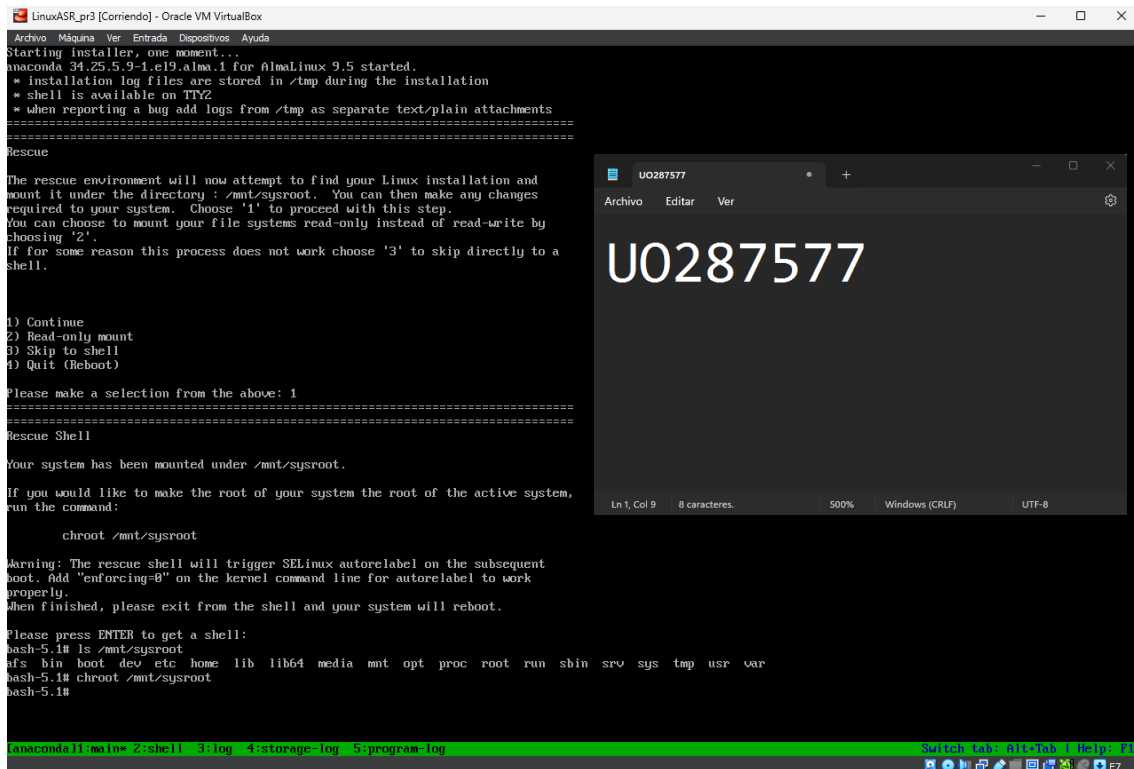 LinuxASR_pr3 [Corriendo] - Oracle VM VirtualBox
Archivo Máquina Ver Entrada Dispositivos Ayuda
Starting installer, one moment...
anaconda 34.25.5.9-1.el9.alma.1 for AlmaLinux 9.5 started.
* installation log files are stored in /tmp during the installation
* shell is available on TTY2
* when reporting a bug add logs from /tmp as separate text/plain attachments
================================================================================
================================================================================
Rescue
The rescue environment will now attempt to find your Linux installation and
mount it under the directory : /mnt/sysroot.  You can then make any changes
required to your system.  Choose '1' to proceed with this step.
You can choose to mount your file systems read-only instead of read-write by
choosing '2'.
If for some reason this process does not work choose '3' to skip directly to a
shell.
1) Continue
2) Read-only mount
3) Skip to shell
4) Quit (Reboot)
Please make a selection from the above: 1
================================================================================
================================================================================
Rescue Shell
Your system has been mounted under /mnt/sysroot.
If you would like to make the root of your system the root of the active system,
run the command:
chroot /mnt/sysroot
Warning: The rescue shell will trigger SELinux autorelabel on the subsequent
boot. Add "enforcing=0" on the kernel command line for autorelabel to work
properly.
When finished, please exit from the shell and your system will reboot.
Please press ENTER to get a shell:
bash-5.1# ls /mnt/sysroot
afs  bin  boot  dev  etc  home  lib  lib64  media  mnt  opt  proc  root  run  sbin  srv  sys  tmp  usr  var
bash-5.1# chroot /mnt/sysroot
bash-5.1#
[anaconda]1:main* 2:shell  3:log  4:storage-log  5:program-log
Switch tab: Alt+Tab | Help: F1
F7
UO287577
Archivo Editar Ver
UO287577
Ln 1, Col 9 8 caracteres. 500% Windows (CRLF) UTF-8